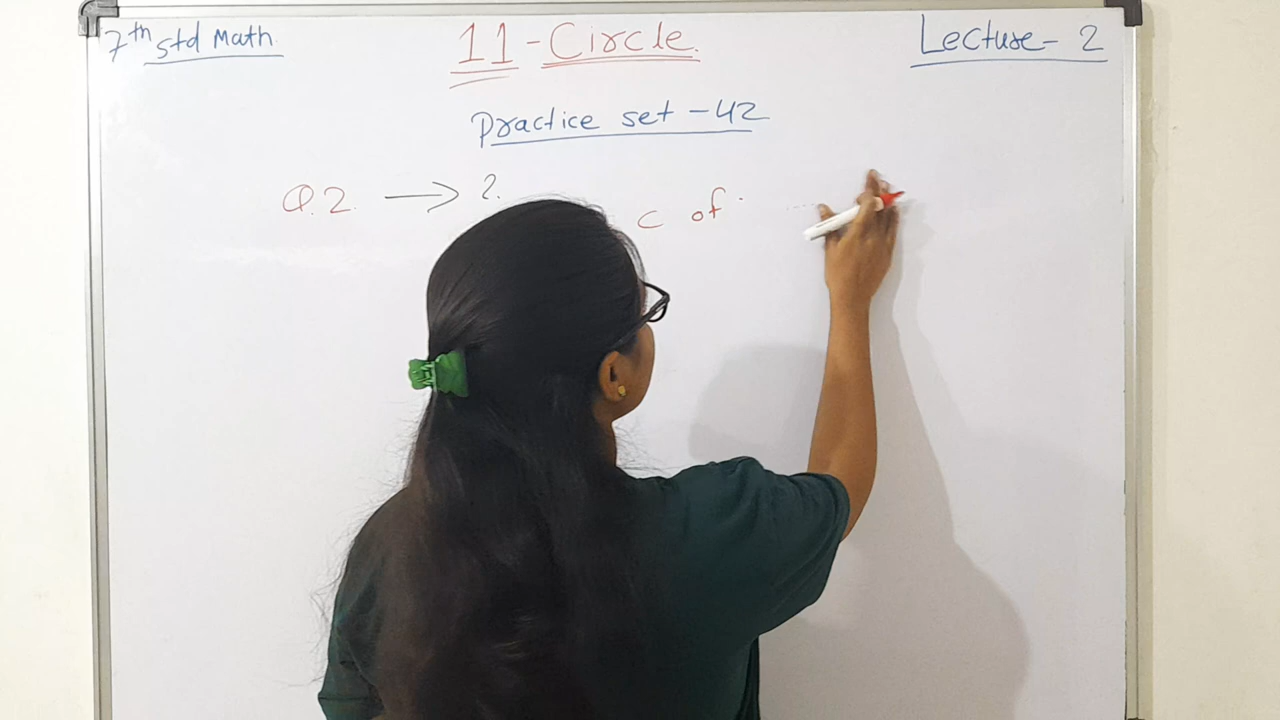 7th std Math
11-Circle.
Lecture- 2
Practice set -42
Q.2. → 2. c of